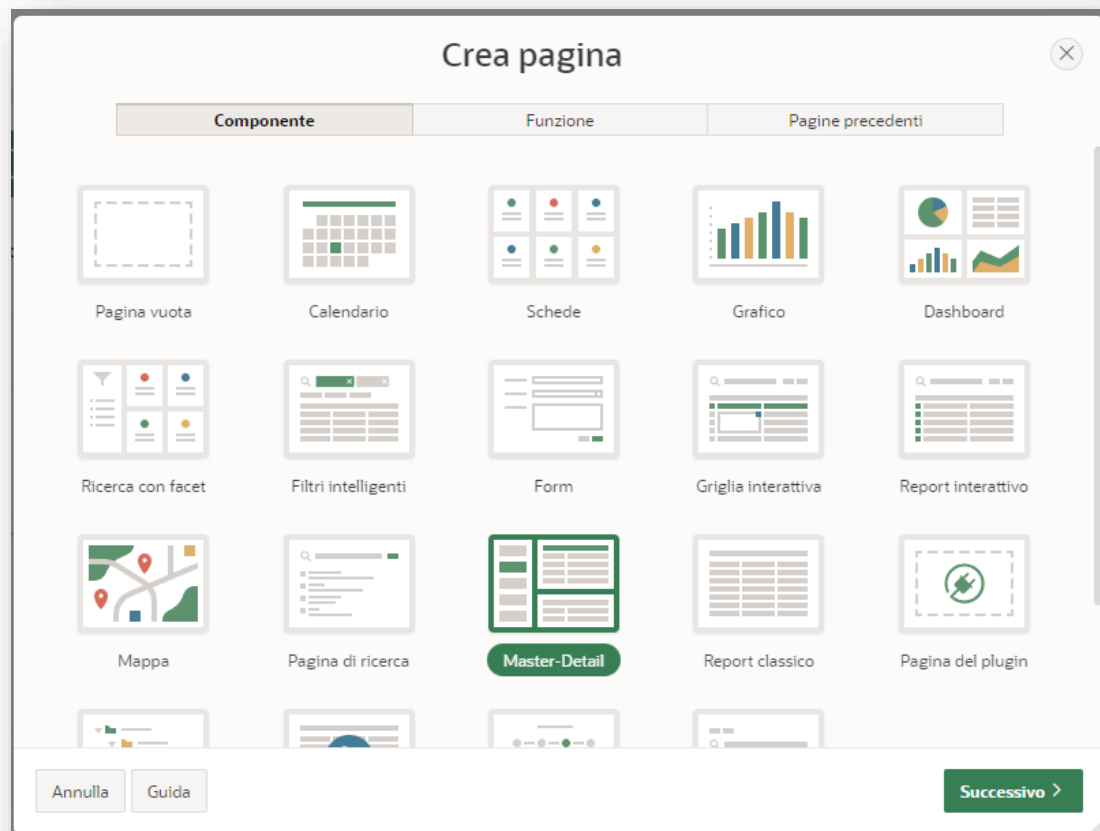 Crea pagina
Componente
Funzione
Pagine precedenti
Pagina vuota
Calendario
Schede
Grafico
Dashboard
Ricerca con facet
Filtri intelligenti
Form
Griglia interattiva
Report interattivo
Mappa
Pagina di ricerca
Master-Detail
Report classico
Pagina del plugin
Annulla
Guida
Successivo